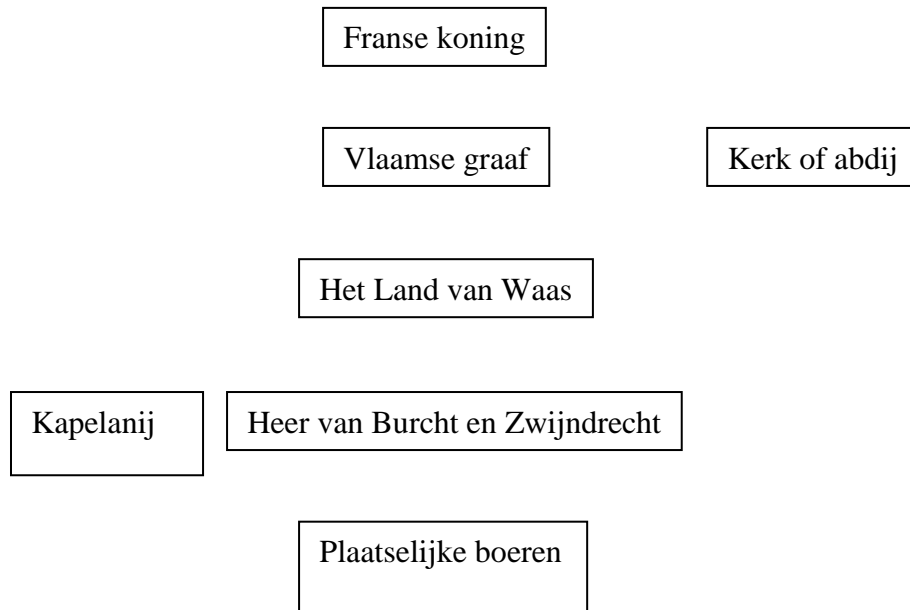 Franse koning
Vlaamse graaf
Kerk of abdij
Het Land van Waas
Kapelanij
Heer van Burcht en Zwijndrecht
Plaatselijke boeren